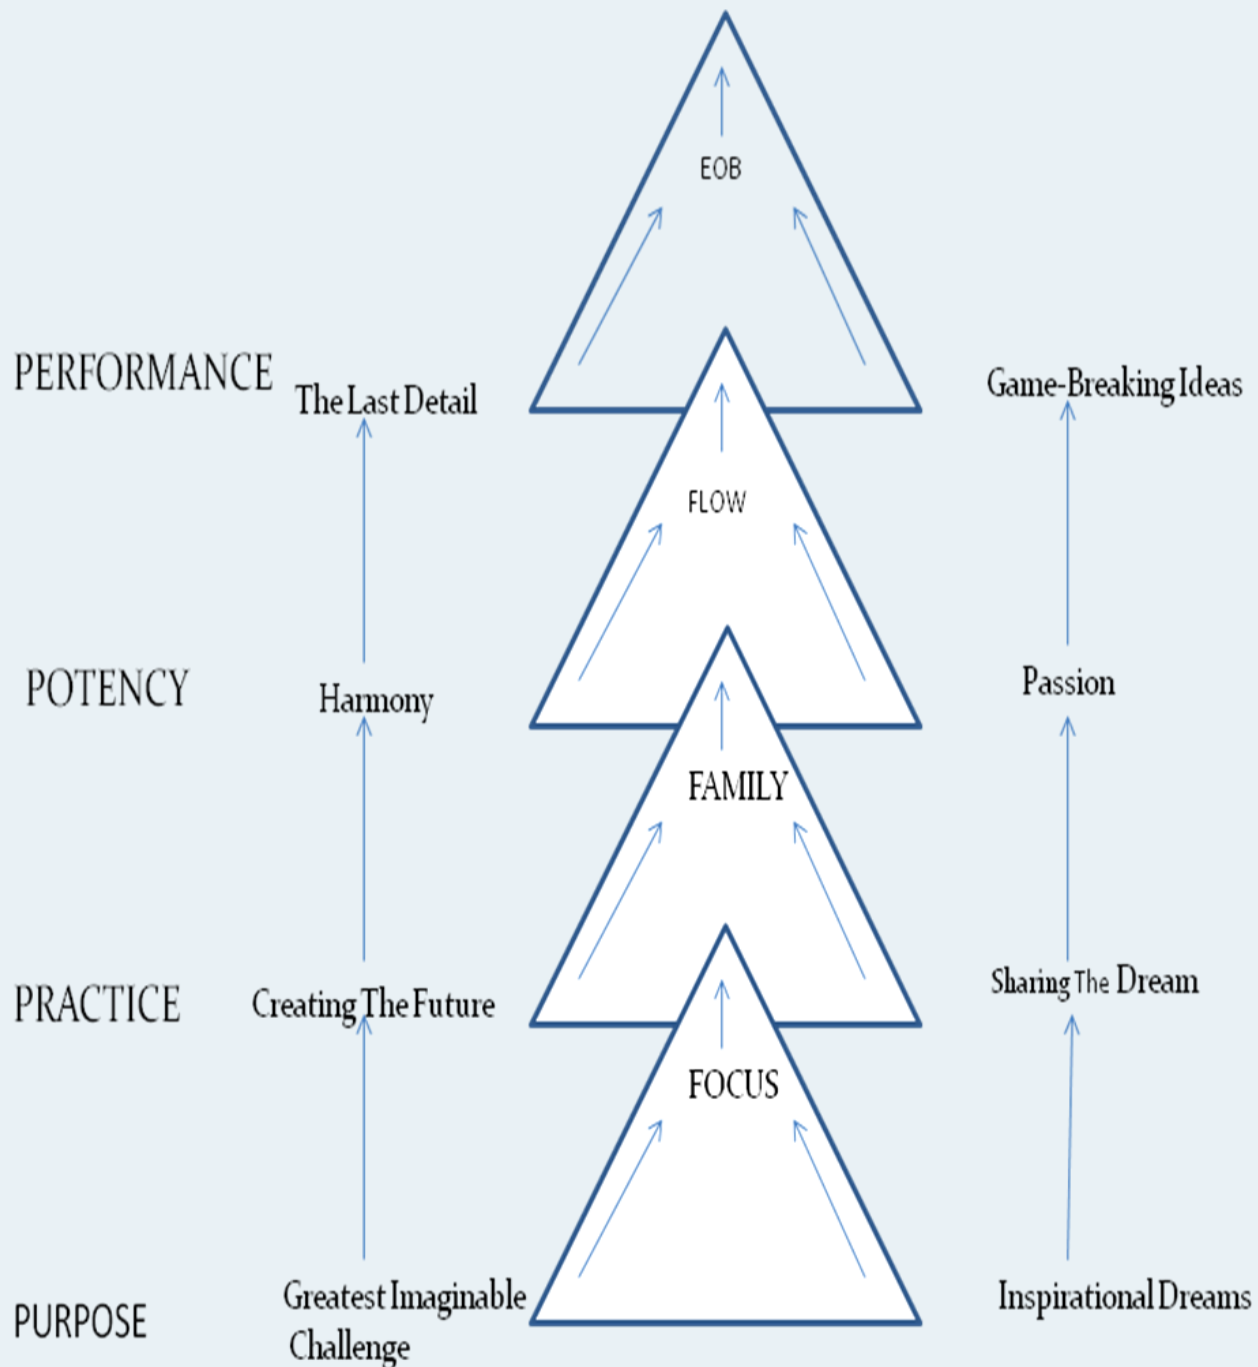 EOB
PERFORMANCE
The Last Detail
Game-Breaking Ideas
FLOW
POTENCY
Harmony
Passion
FAMILY
PRACTICE
Creating The Future
Sharing The Dream
FOCUS
PURPOSE
Greatest Imaginable
Challenge
Inspirational Dreams